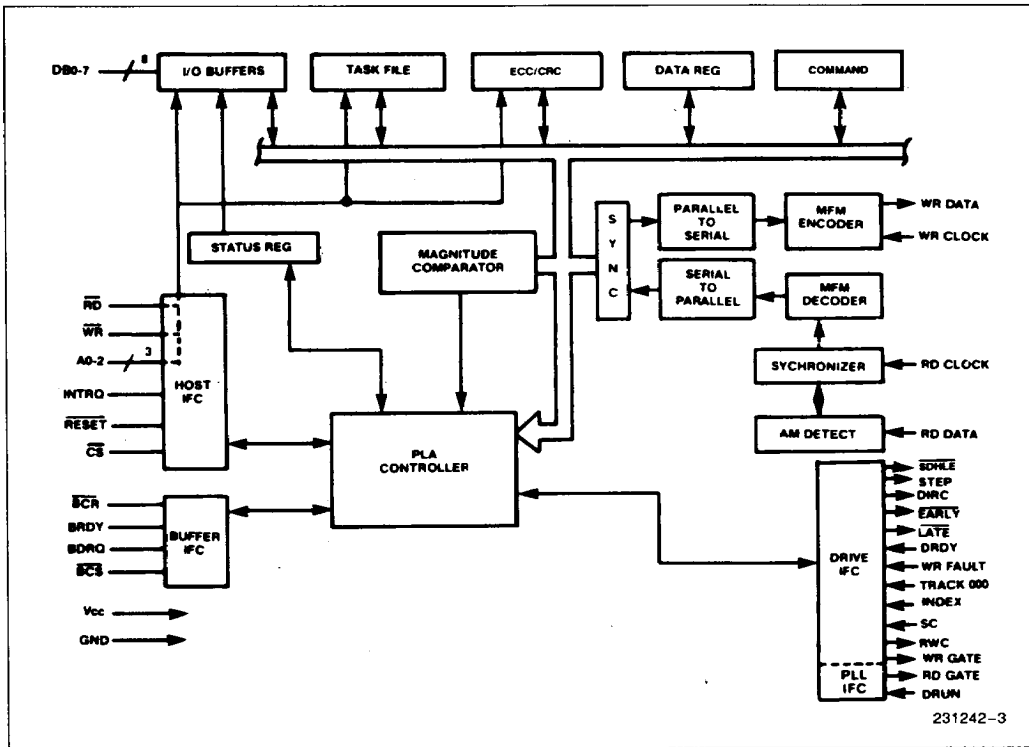 DB0-7
8
I/O BUFFERS
TASK FILE
ECC/CRC
DATA REG
COMMAND
STATUS REG
MAGNITUDE
COMPARATOR
S
Y
N
C
PARALLEL
TO
SERIAL
MFM
ENCODER
WR DATA
WR CLOCK
SERIAL
TO
PARALLEL
MFM
DECODER
SYCHRONIZER
RD CLOCK
AM DETECT
RD DATA
RD
WR
A0-2
3
INTRQ
RESET
CS
HOST
IFC
PLA
CONTROLLER
BCR
BRDY
BDRQ
BCS
BUFFER
IFC
Vcc
GND
DRIVE
IFC
PLL
IFC
SDHLE
STEP
DIRC
EARLY
LATE
DRDY
WR FAULT
TRACK 000
INDEX
SC
RWC
WR GATE
RD GATE
DRUN
231242-3